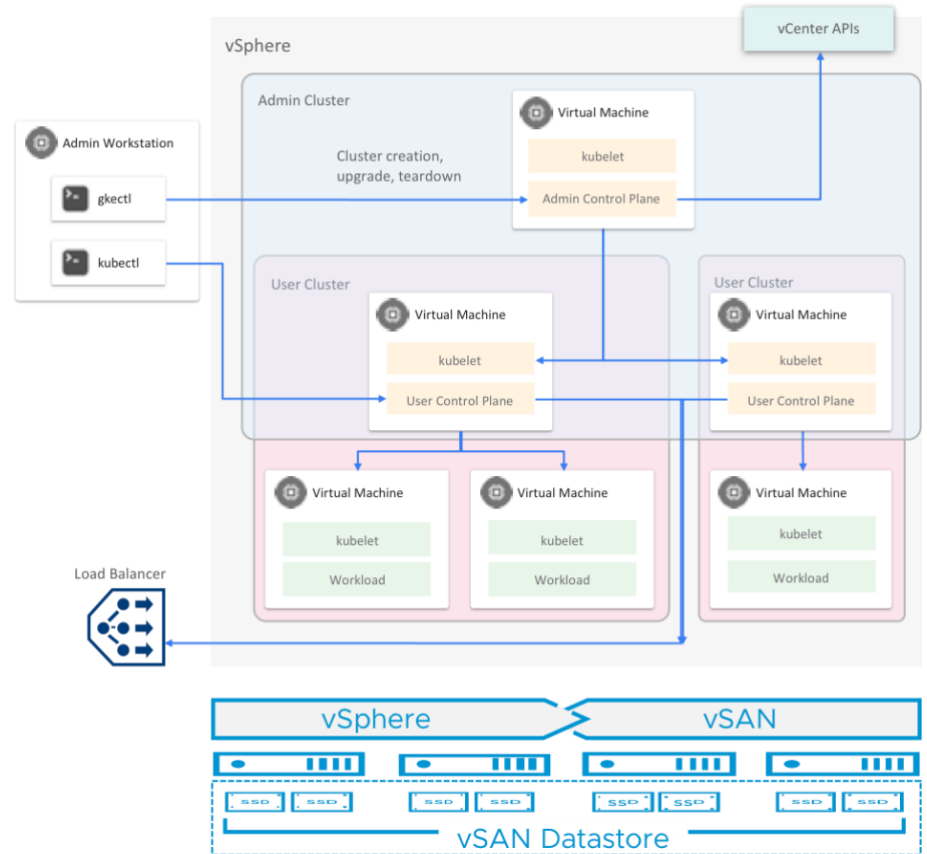 vCenter APIs
vSphere
Admin Cluster
Virtual Machine
kubelet
Admin Control Plane
Admin Workstation
gkectl
kubectl
Cluster creation,
upgrade, teardown
User Cluster
Virtual Machine
kubelet
User Control Plane
User Cluster
Virtual Machine
kubelet
User Control Plane
Virtual Machine
kubelet
Workload
Virtual Machine
kubelet
Workload
Virtual Machine
kubelet
Workload
Load Balancer
vSphere
vSAN
SSD
SSD
SSD
SSD
SSD
SSD
SSD
SSD
vSAN Datastore